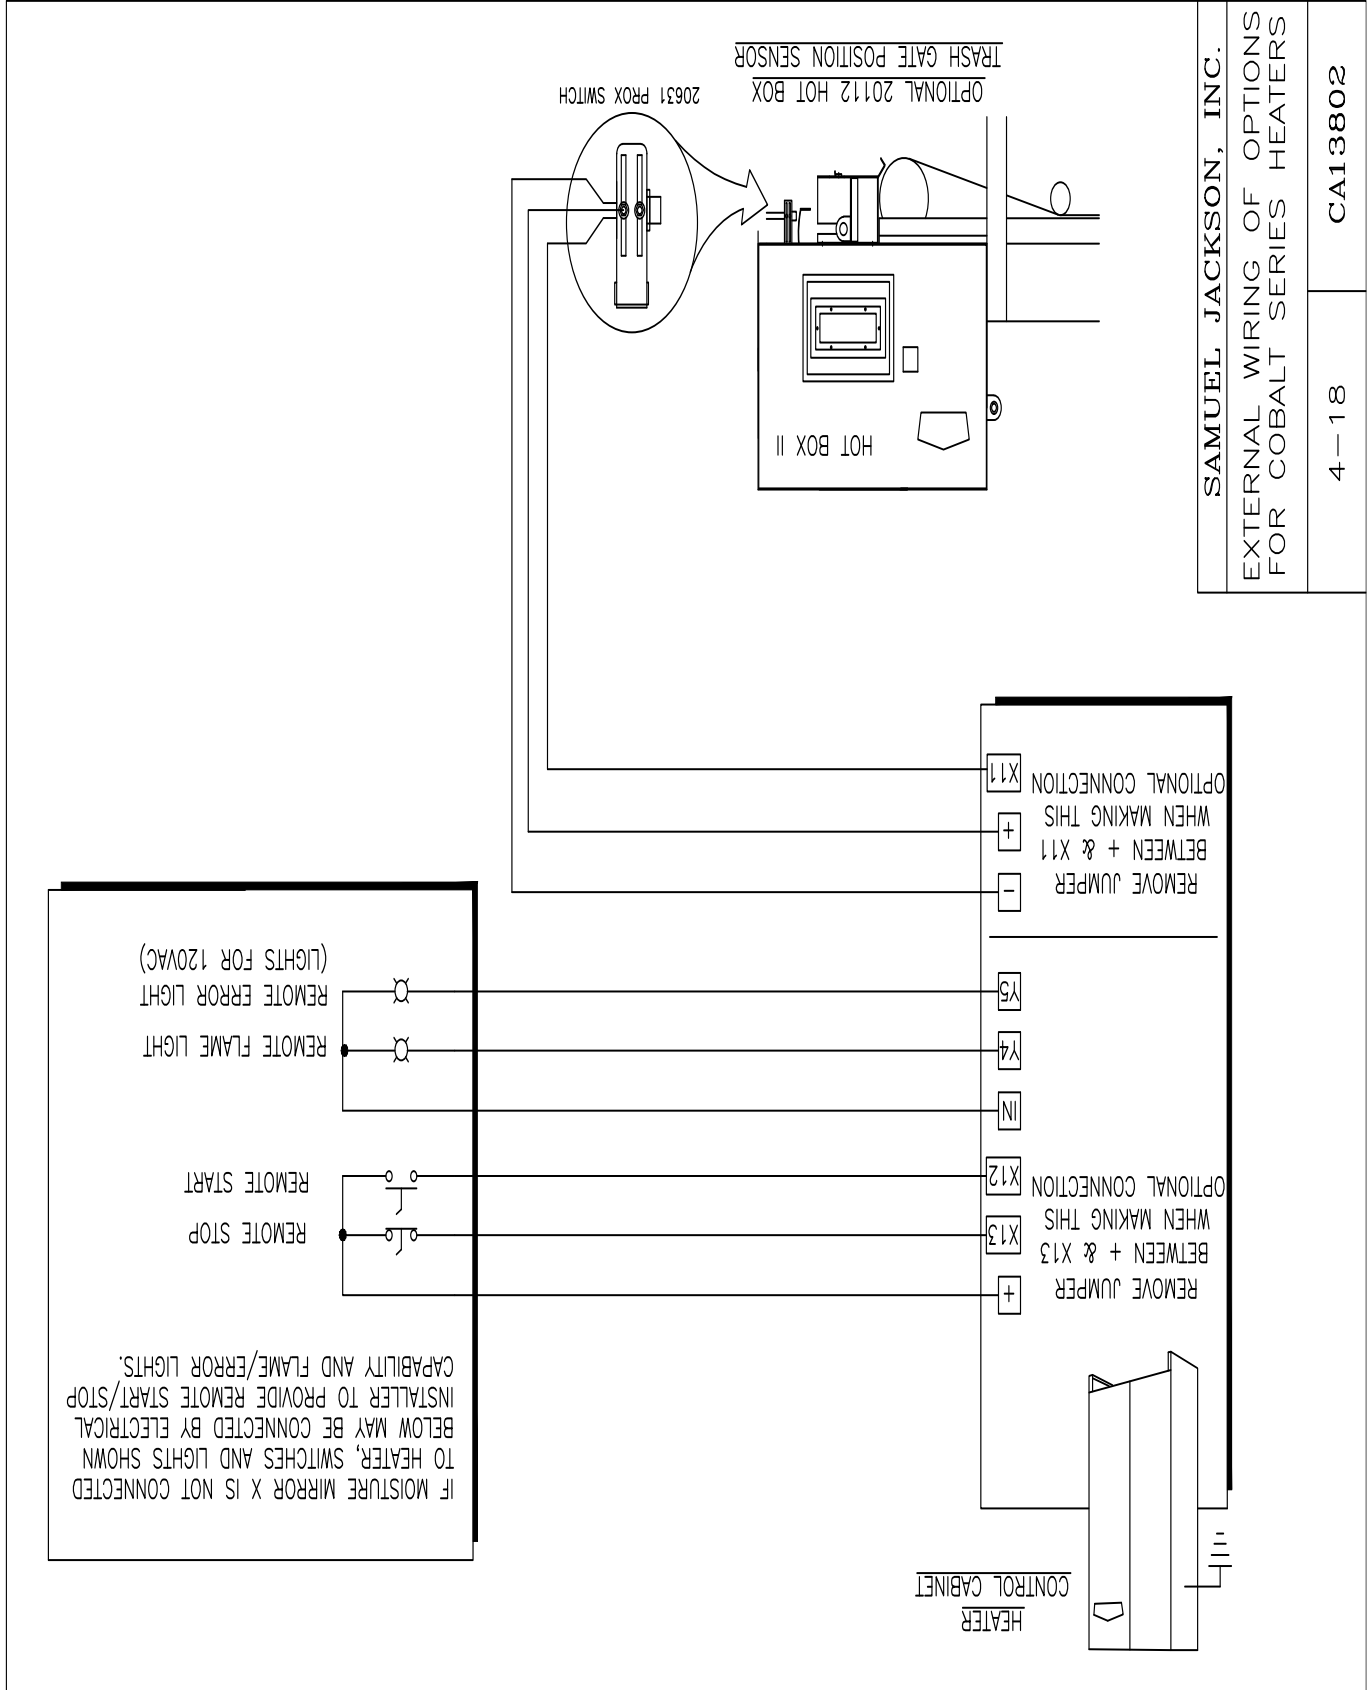 HEATER
CONTROL CABINET
REMOVE JUMPER
BETWEEN + & X13
WHEN MAKING THIS
OPTIONAL CONNECTION
+
X13
X12
IN
Y4
Y5
REMOVE JUMPER
BETWEEN + & X11
WHEN MAKING THIS
OPTIONAL CONNECTION
-
+
X11
IF MOISTURE MIRROR X IS NOT CONNECTED
TO HEATER, SWITCHES AND LIGHTS SHOWN
BELOW MAY BE CONNECTED BY ELECTRICAL
INSTALLER TO PROVIDE REMOTE START/STOP
CAPABILITY AND FLAME/ERROR LIGHTS.
REMOTE STOP
REMOTE START
REMOTE FLAME LIGHT
REMOTE ERROR LIGHT
(LIGHTS FOR 120VAC)
HOT BOX II
20631 PROX SWITCH
OPTIONAL 20112 HOT BOX
TRASH GATE POSITION SENSOR
SAMUEL JACKSON, INC.
EXTERNAL WIRING OF OPTIONS
FOR COBALT SERIES HEATERS
4-18
CA13802